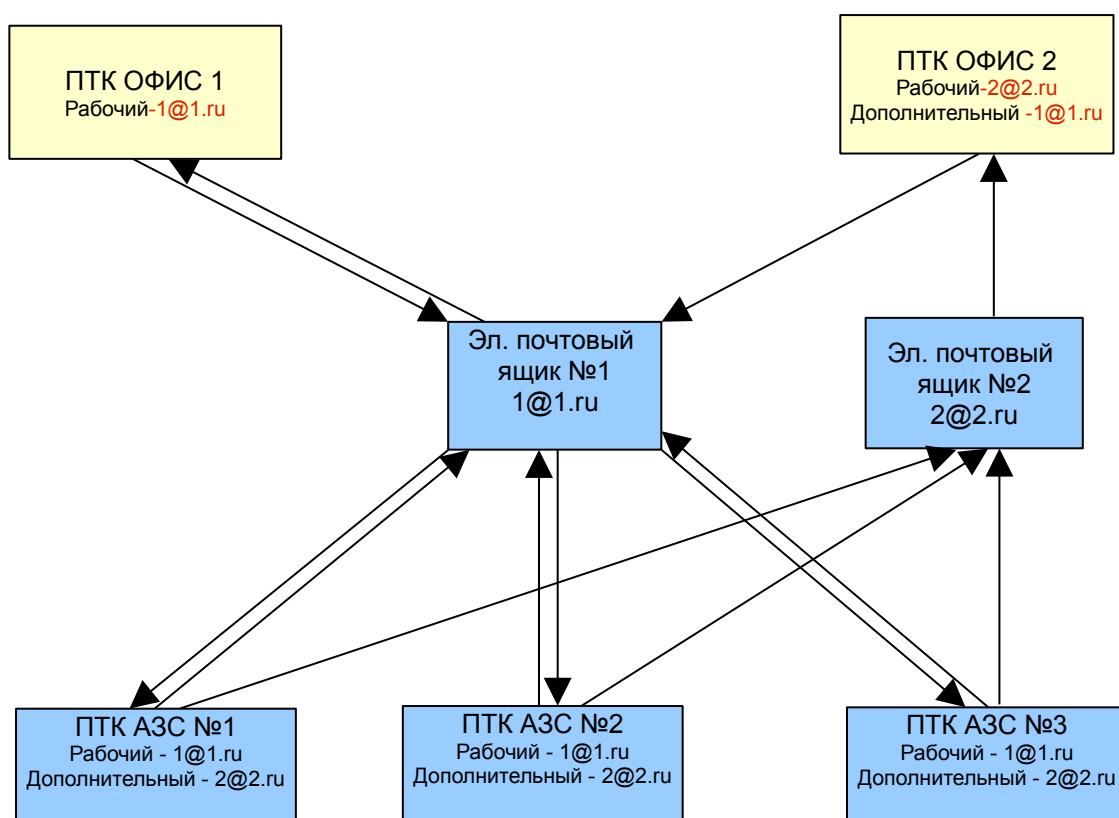 ПТК ОФИС 1
Рабочий-1@1.ru
ПТК ОФИС 2
Рабочий-2@2.ru
Дополнительный -1@1.ru
Эл. почтовый
ящик №1
1@1.ru
Эл. почтовый
ящик №2
2@2.ru
ПТК АЗС №1
Рабочий - 1@1.ru
Дополнительный - 2@2.ru
ПТК АЗС №2
Рабочий - 1@1.ru
Дополнительный - 2@2.ru
ПТК АЗС №3
Рабочий - 1@1.ru
Дополнительный - 2@2.ru